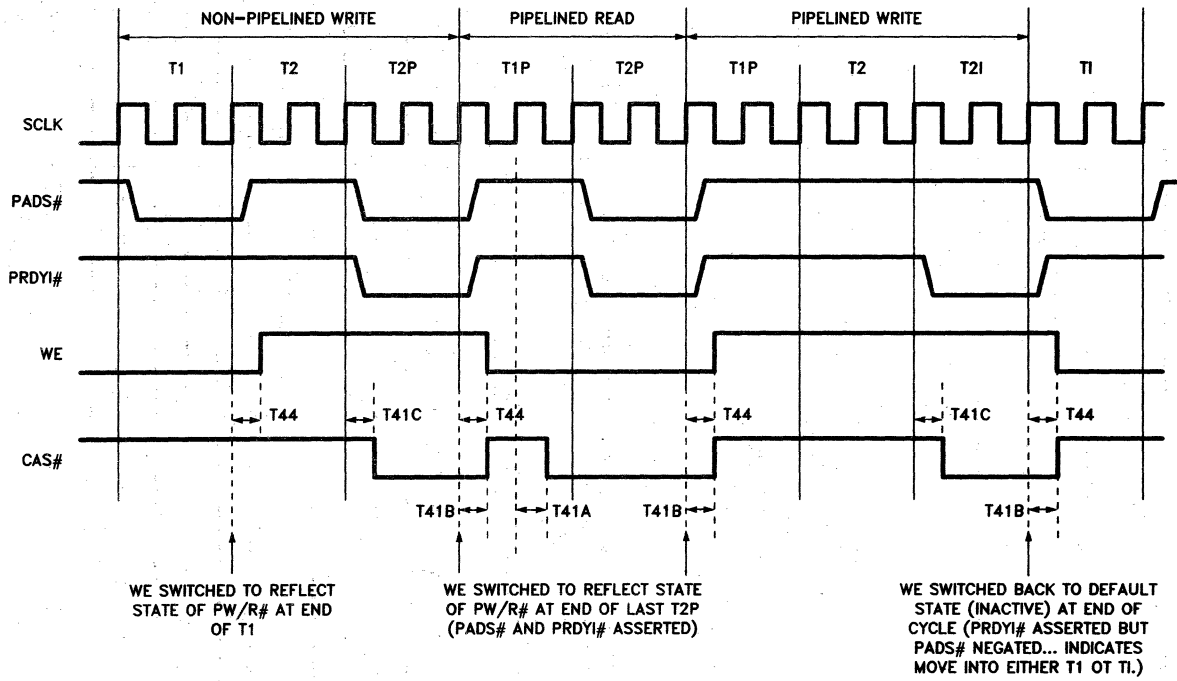 NON-PIPELINED WRITE PIPELINED READ PIPELINED WRITE
T1 T2 T2P T1P T2P T1P T2 T2I TI
SCLK
PADS#
PRDYI#
WE
T44 T41C T44 T44 T41C T44
CAS#
T41B T41A T41B T41B
WE SWITCHED TO REFLECT
STATE OF PW/R# AT END
OF T1
WE SWITCHED TO REFLECT STATE
OF PW/R# AT END OF LAST T2P
(PADS# AND PRDYI# ASSERTED)
WE SWITCHED BACK TO DEFAULT
STATE (INACTIVE) AT END OF
CYCLE (PRDYI# ASSERTED BUT
PADS# NEGATED... INDICATES
MOVE INTO EITHER T1 OT TI.)